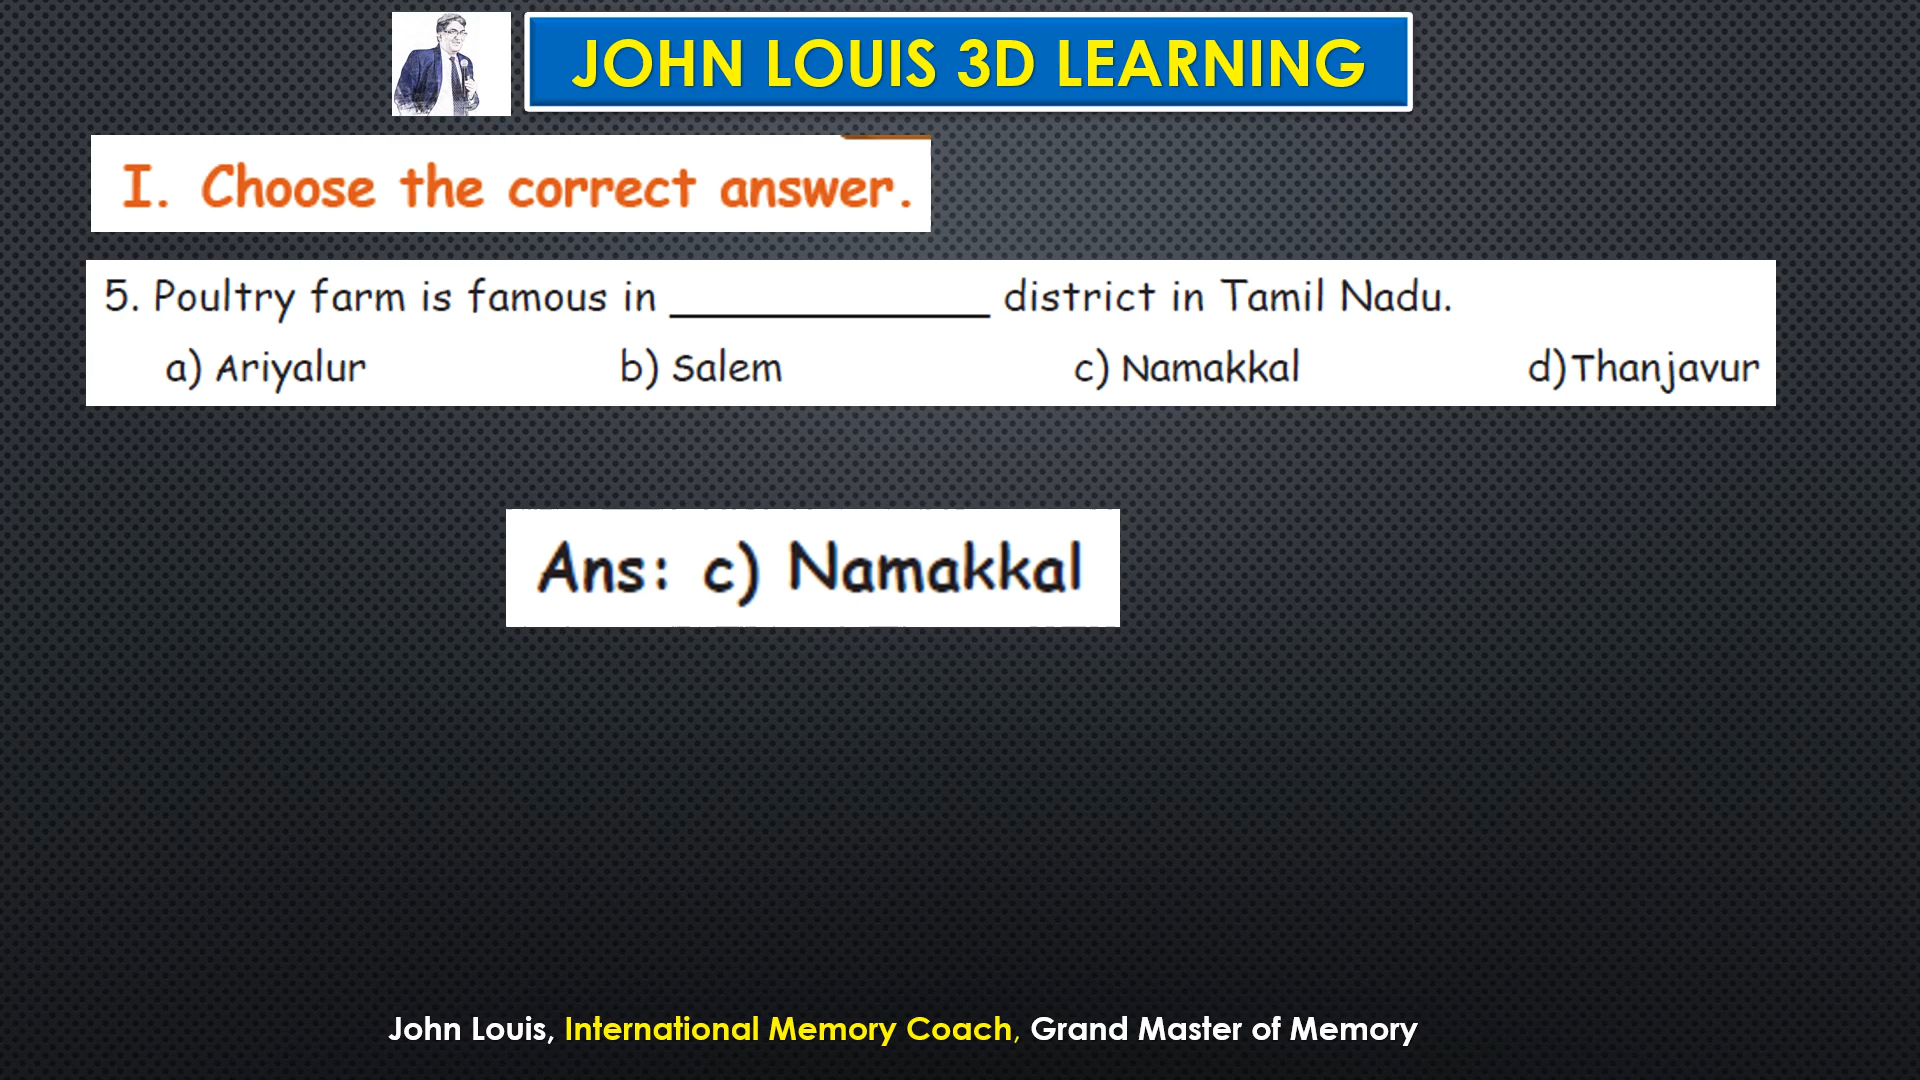 JOHN LOUIS 3D LEARNING
I. Choose the correct answer.
5. Poultry farm is famous in ____________ district in Tamil Nadu.
a) Ariyalur b) Salem c) Namakkal d)Thanjavur
Ans: c) Namakkal
John Louis, International Memory Coach, Grand Master of Memory